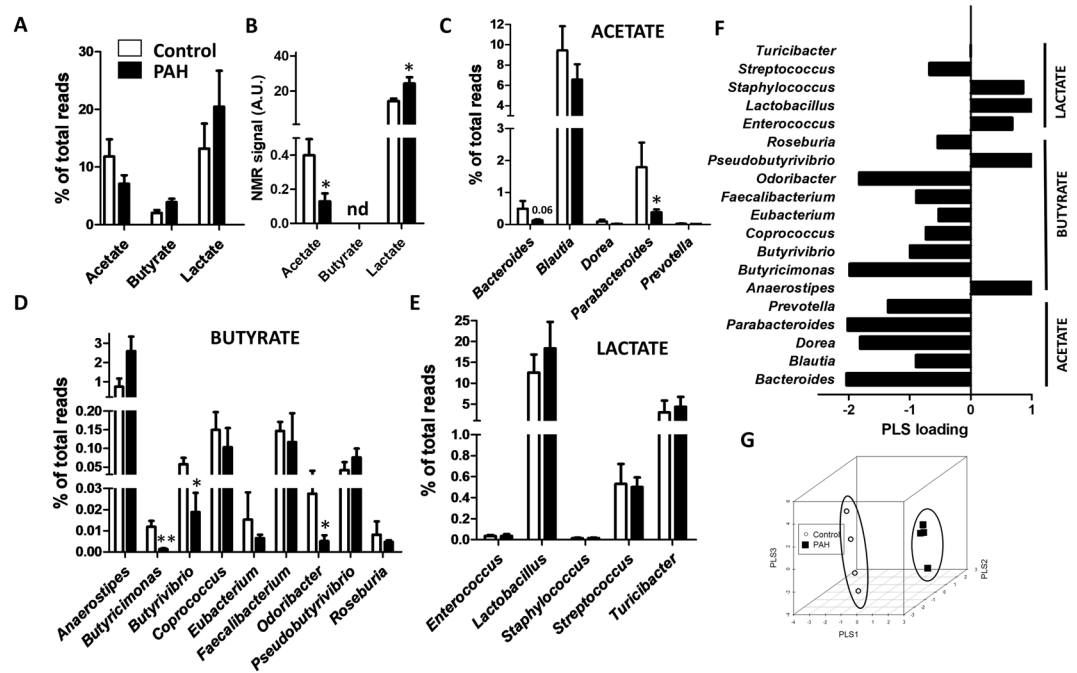 A
Control
PAH
% of total reads
30
20
10
0
Acetate
Butyrate
Lactate
B
NMR signal (A.U.)
40
20
0.4
0.2
0.0
*
nd
*
Acetate
Butyrate
Lactate
C
ACETATE
% of total reads
12
10
8
6
4
3
2
1
0
0.06
*
Bacteroides
Blautia
Dorea
Parabacteroides
Prevotella
D
BUTYRATE
% of total reads
3
2
1
0.20
0.15
0.10
0.05
0.03
0.02
0.01
0.00
**
*
*
Anaerostipes
Butyricimonas
Butyrivibrio
Coprococcus
Eubacterium
Faecalibacterium
Odoribacter
Pseudobutyrivibrio
Roseburia
E
LACTATE
% of total reads
25
20
15
10
5
1.0
0.8
0.6
0.4
0.2
0.0
Enterococcus
Lactobacillus
Staphylococcus
Streptococcus
Turicibacter
F
Turicibacter
Streptococcus
Staphylococcus
Lactobacillus
Enterococcus
Roseburia
Pseudobutyrivibrio
Odoribacter
Faecalibacterium
Eubacterium
Coprococcus
Butyrivibrio
Butyricimonas
Anaerostipes
Prevotella
Parabacteroides
Dorea
Blautia
Bacteroides
LACTATE
BUTYRATE
ACETATE
-2 -1 0 1
PLS loading
G
Control
PAH
PLS3
PLS2
PLS1